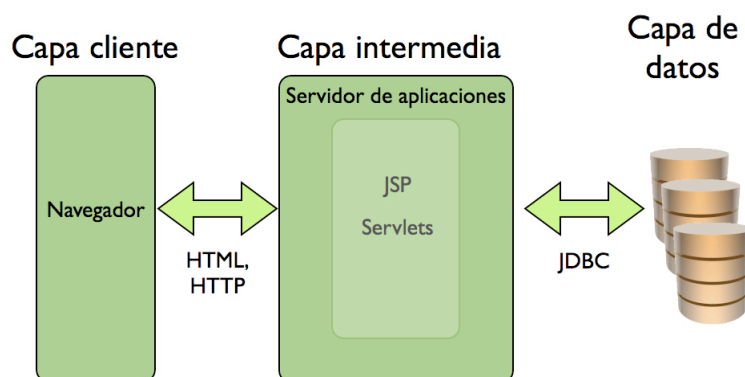 Capa cliente
Capa intermedia
Capa de
datos
Servidor de aplicaciones
Navegador
JSP
Servlets
HTML,
HTTP
JDBC